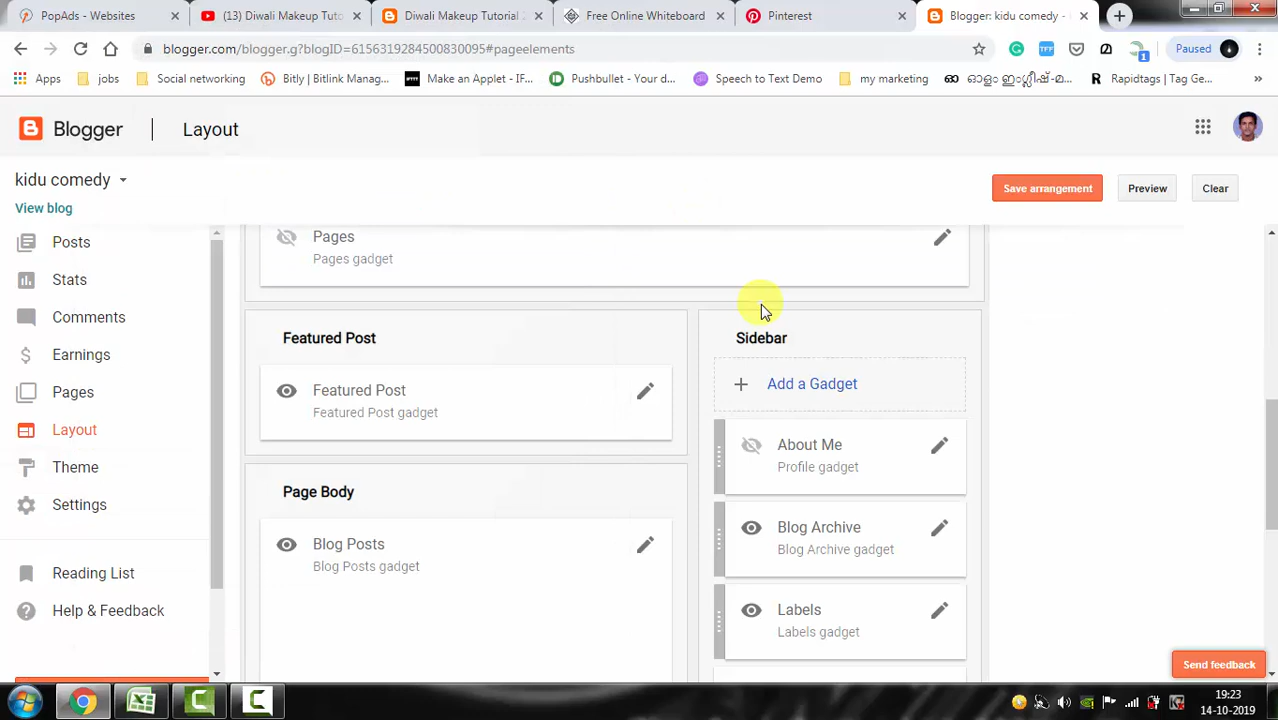 PopAds - Websites
(13) Diwali Makeup Tuto
Diwali Makeup Tutorial
Free Online Whiteboard
Pinterest
Blogger: kidu comedy -
blogger.com/blogger.g?blogID=6156319284500830095#pageelements
TFF
1
Paused
Apps
jobs
Social networking
Bitly | Bitlink Manag...
Make an Applet - IF...
Pushbullet - Your d...
Speech to Text Demo
my marketing
ഓളം ഇംഗ്ലീഷ്-മ...
Rapidtags | Tag Ge...
»
Blogger
Layout
kidu comedy
View blog
Save arrangement
Preview
Clear
Posts
Stats
Comments
Earnings
Pages
Layout
Theme
Settings
Reading List
Help & Feedback
Pages
Pages gadget
Featured Post
Featured Post
Featured Post gadget
Page Body
Blog Posts
Blog Posts gadget
Sidebar
Add a Gadget
About Me
Profile gadget
Blog Archive
Blog Archive gadget
Labels
Labels gadget
Send feedback
19:23
14-10-2019